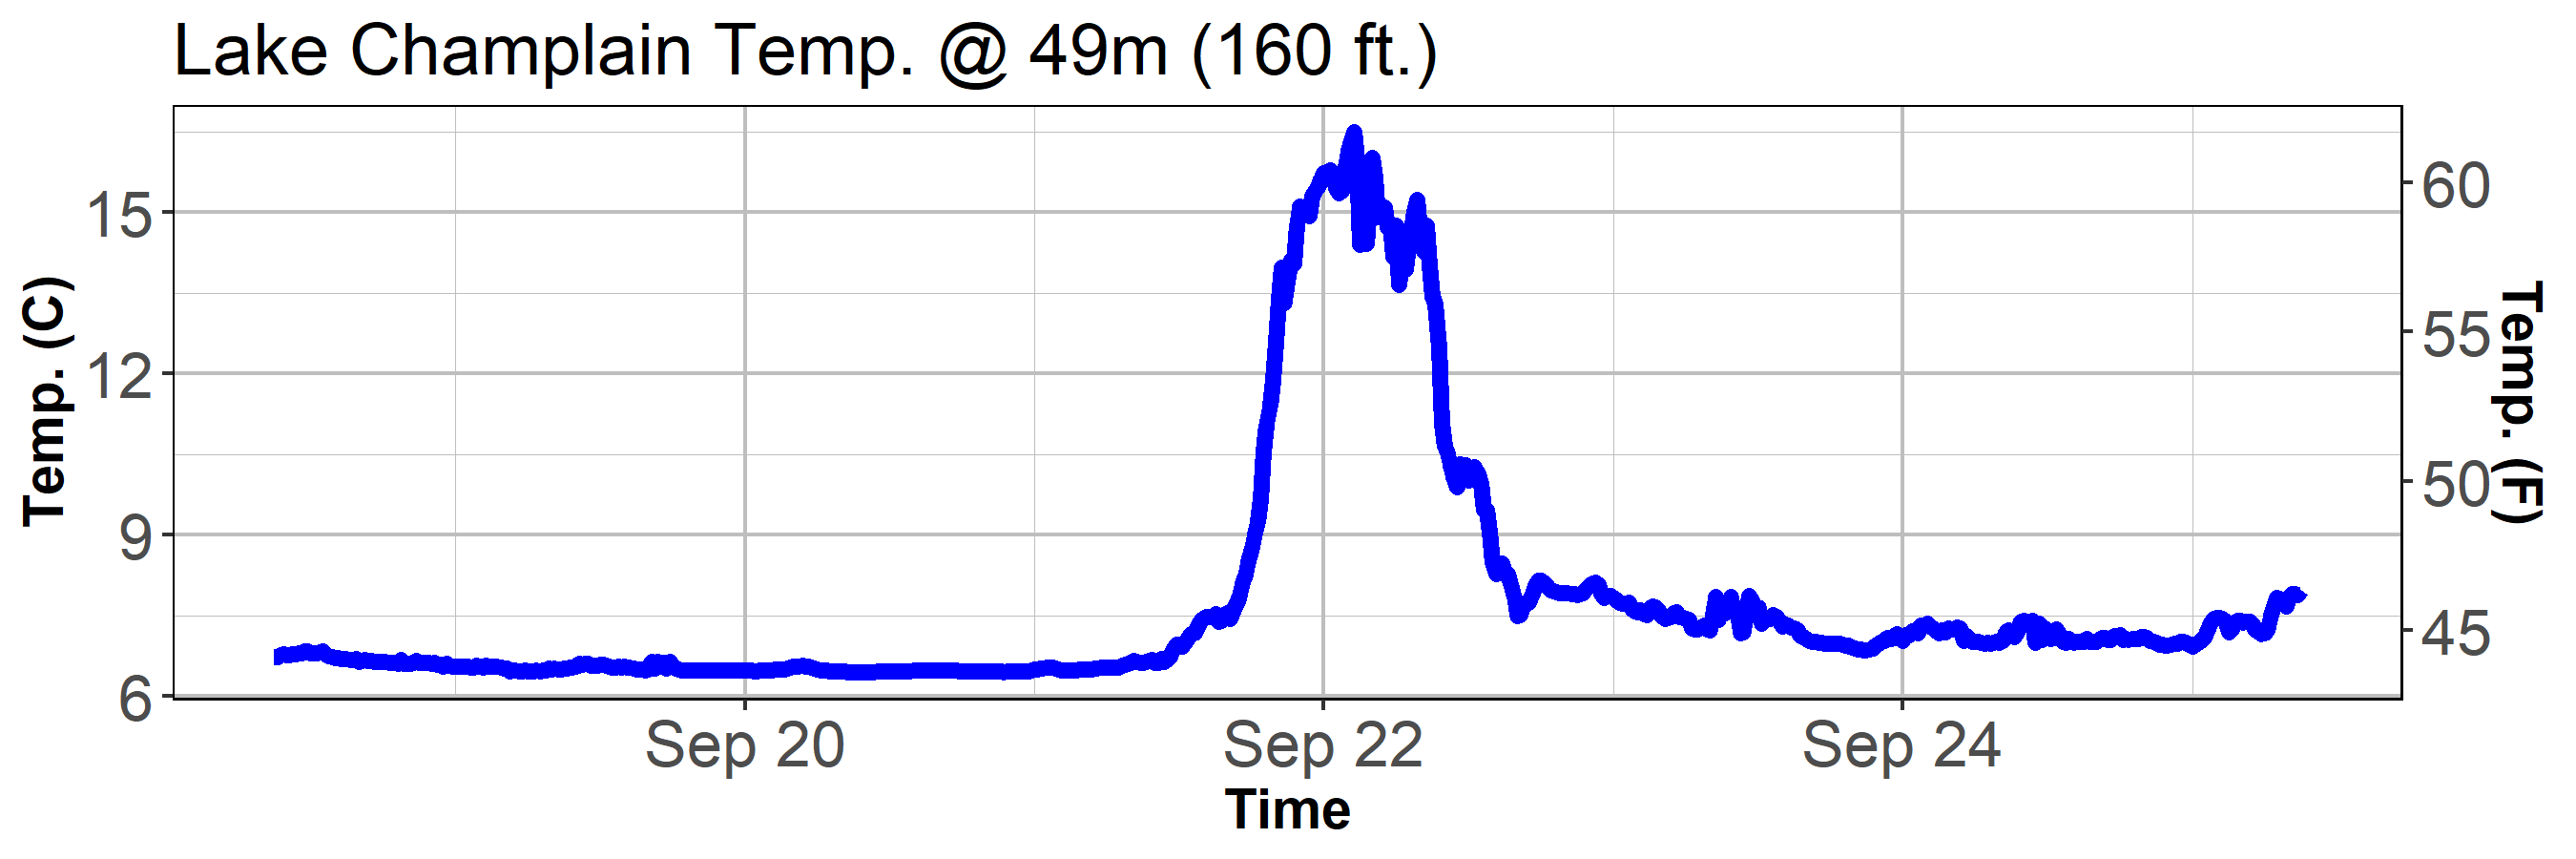 Lake Champlain Temp. @ 49m (160 ft.)
Temp. (C)
15
12
9
6
60
55
50
45
Temp. (F)
Sep 20 Sep 22 Sep 24
Time